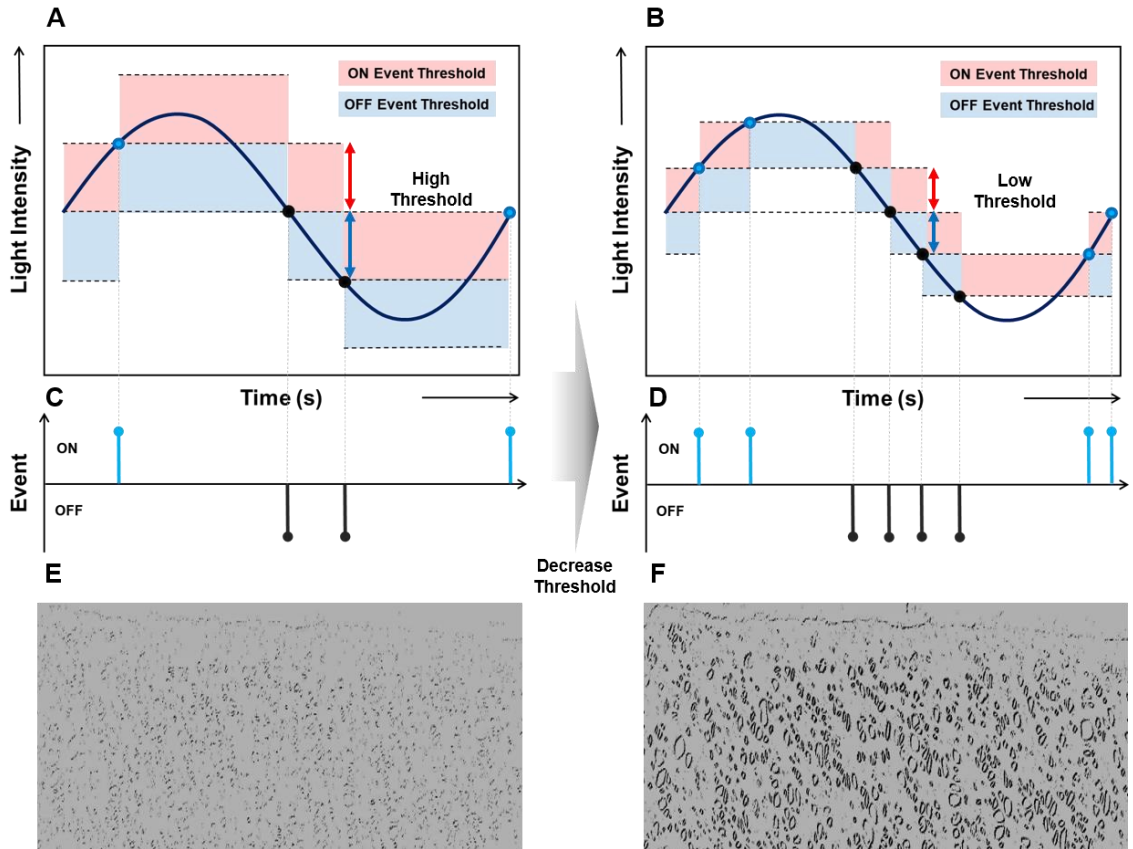 A
Light Intensity
ON Event Threshold
OFF Event Threshold
High
Threshold
Time (s)
B
Light Intensity
ON Event Threshold
OFF Event Threshold
Low
Threshold
Time (s)
C
Event
ON
OFF
D
Event
ON
OFF
Decrease
Threshold
E
F